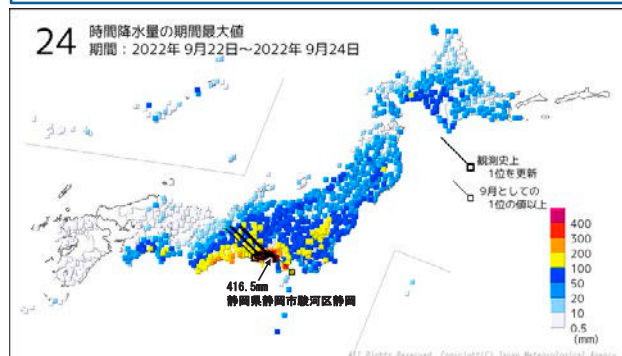 24 時間降水量の期間最大値
期間：2022年 9月22日～2022年 9月24日
観測史上
1位を更新
9月としての
1位の値以上
400
300
200
100
50
20
10
0.5
(mm)
416.5mm
静岡県静岡市駿河区静岡
All Rights Reserved. Copyright(C) Japan Meteorological Agency